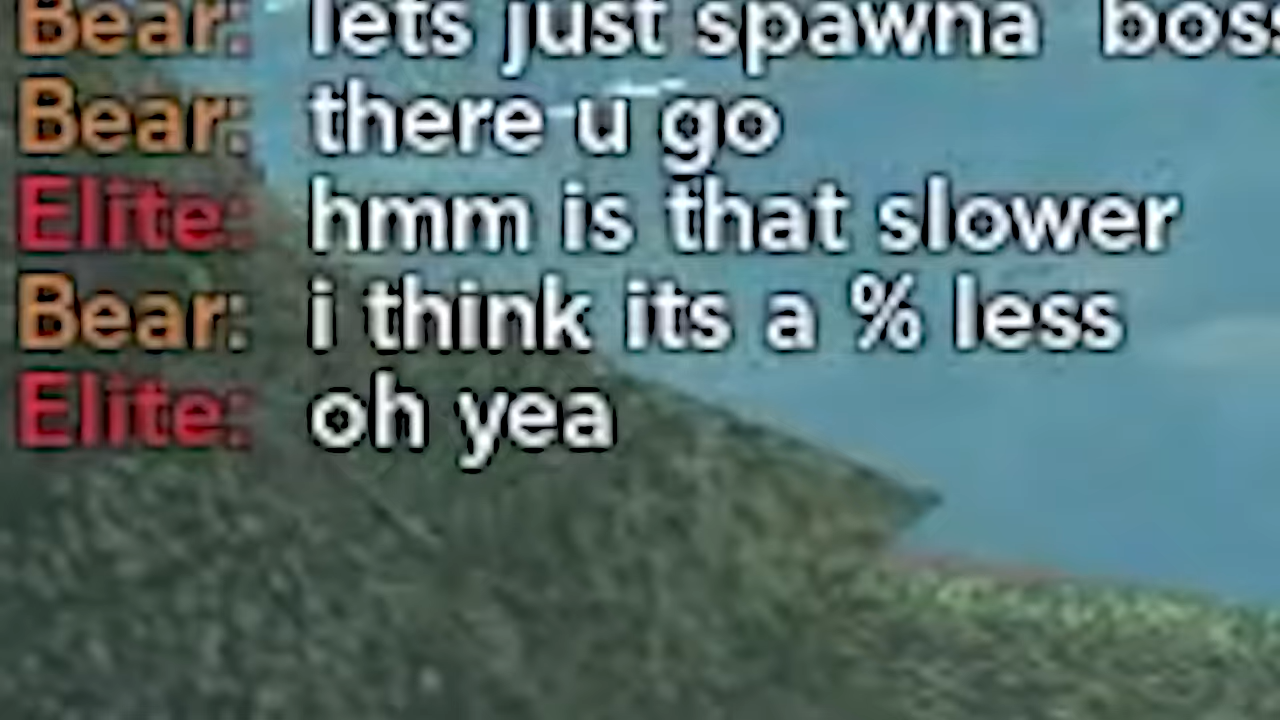 Bear: lets just spawna  boss
Bear: there u go
Elite: hmm is that slower
Bear: i think its a % less
Elite: oh yea